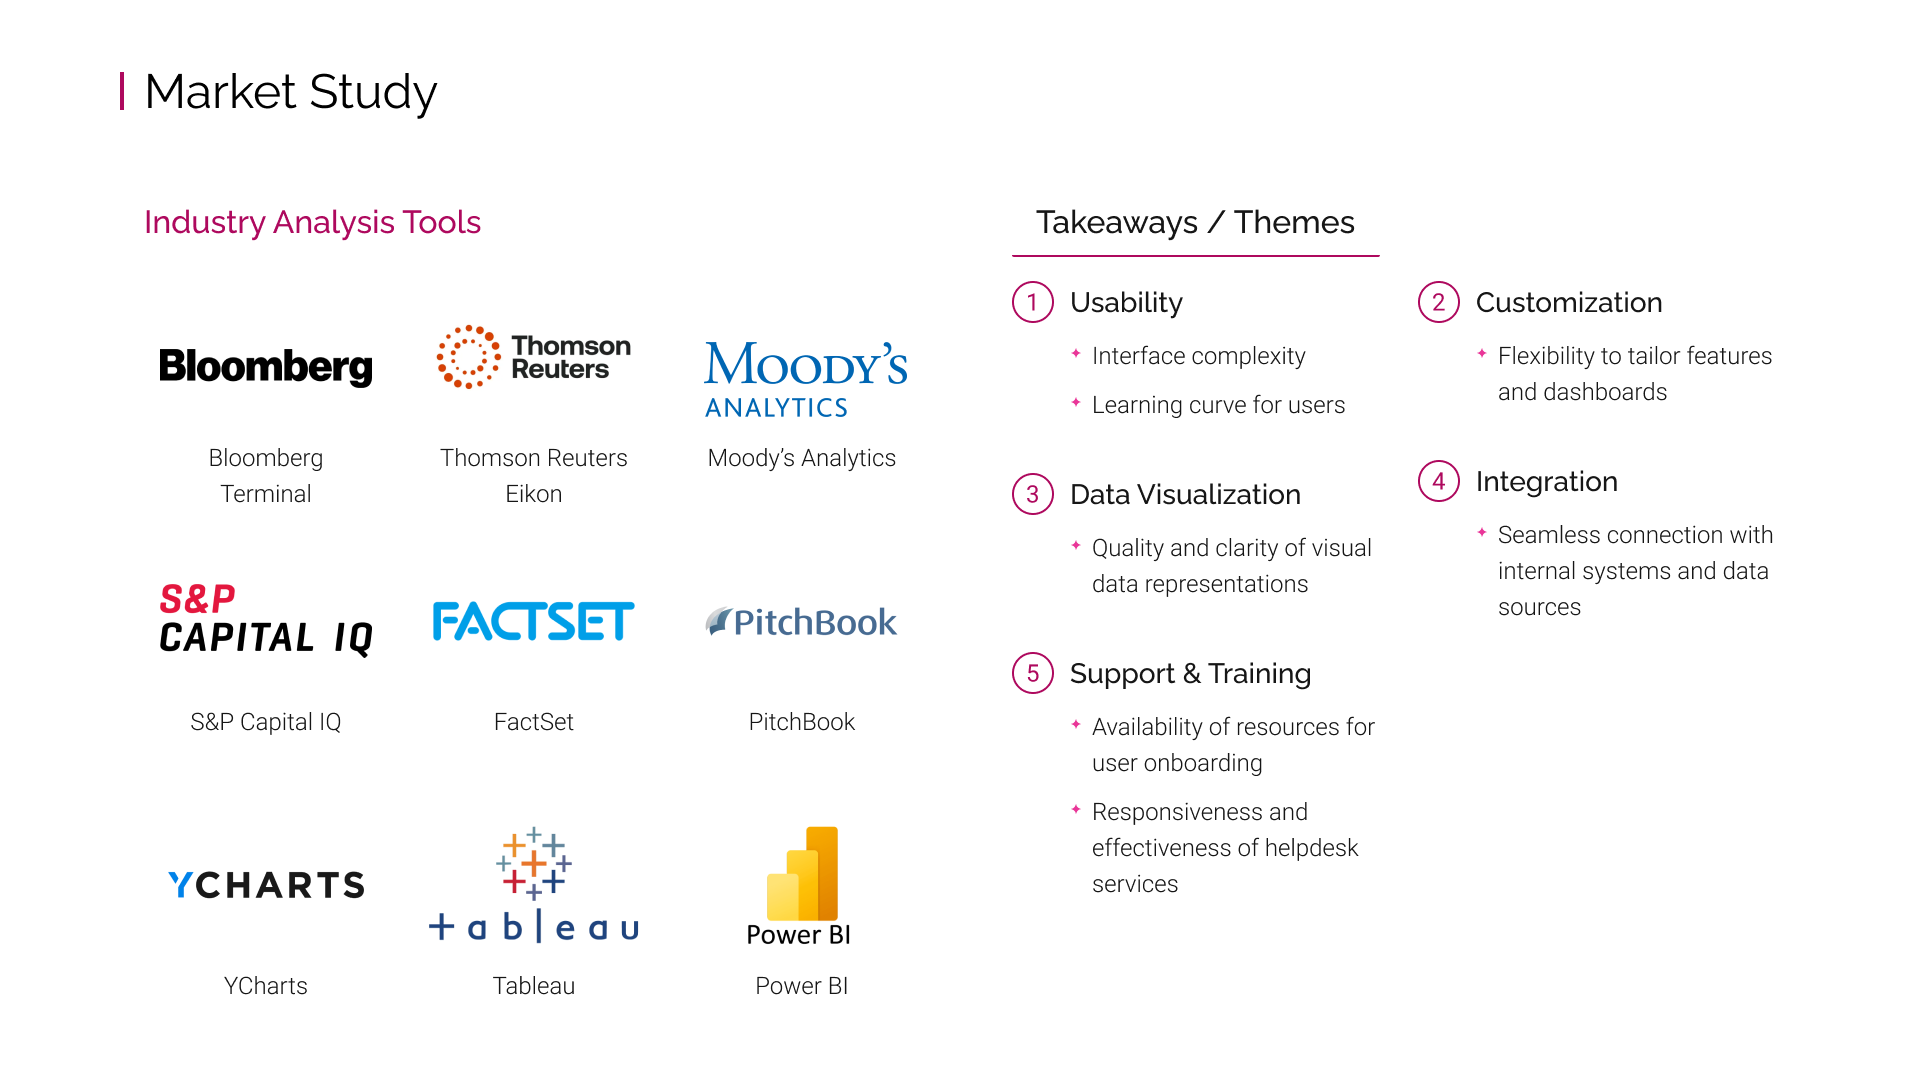 Market Study
Industry Analysis Tools
Bloomberg
Thomson
Reuters
MOODY'S
ANALYTICS
Bloomberg
Terminal
Thomson Reuters
Eikon
Moody’s Analytics
S&P
CAPITAL IQ
FACTSET
PitchBook
S&P Capital IQ
FactSet
PitchBook
YCHARTS
+ableau
Power BI
YCharts
Tableau
Power BI
Takeaways / Themes
1 Usability
Interface complexity
Learning curve for users
2 Customization
Flexibility to tailor features
and dashboards
3 Data Visualization
Quality and clarity of visual
data representations
4 Integration
Seamless connection with
internal systems and data
sources
5 Support & Training
Availability of resources for
user onboarding
Responsiveness and
effectiveness of helpdesk
services